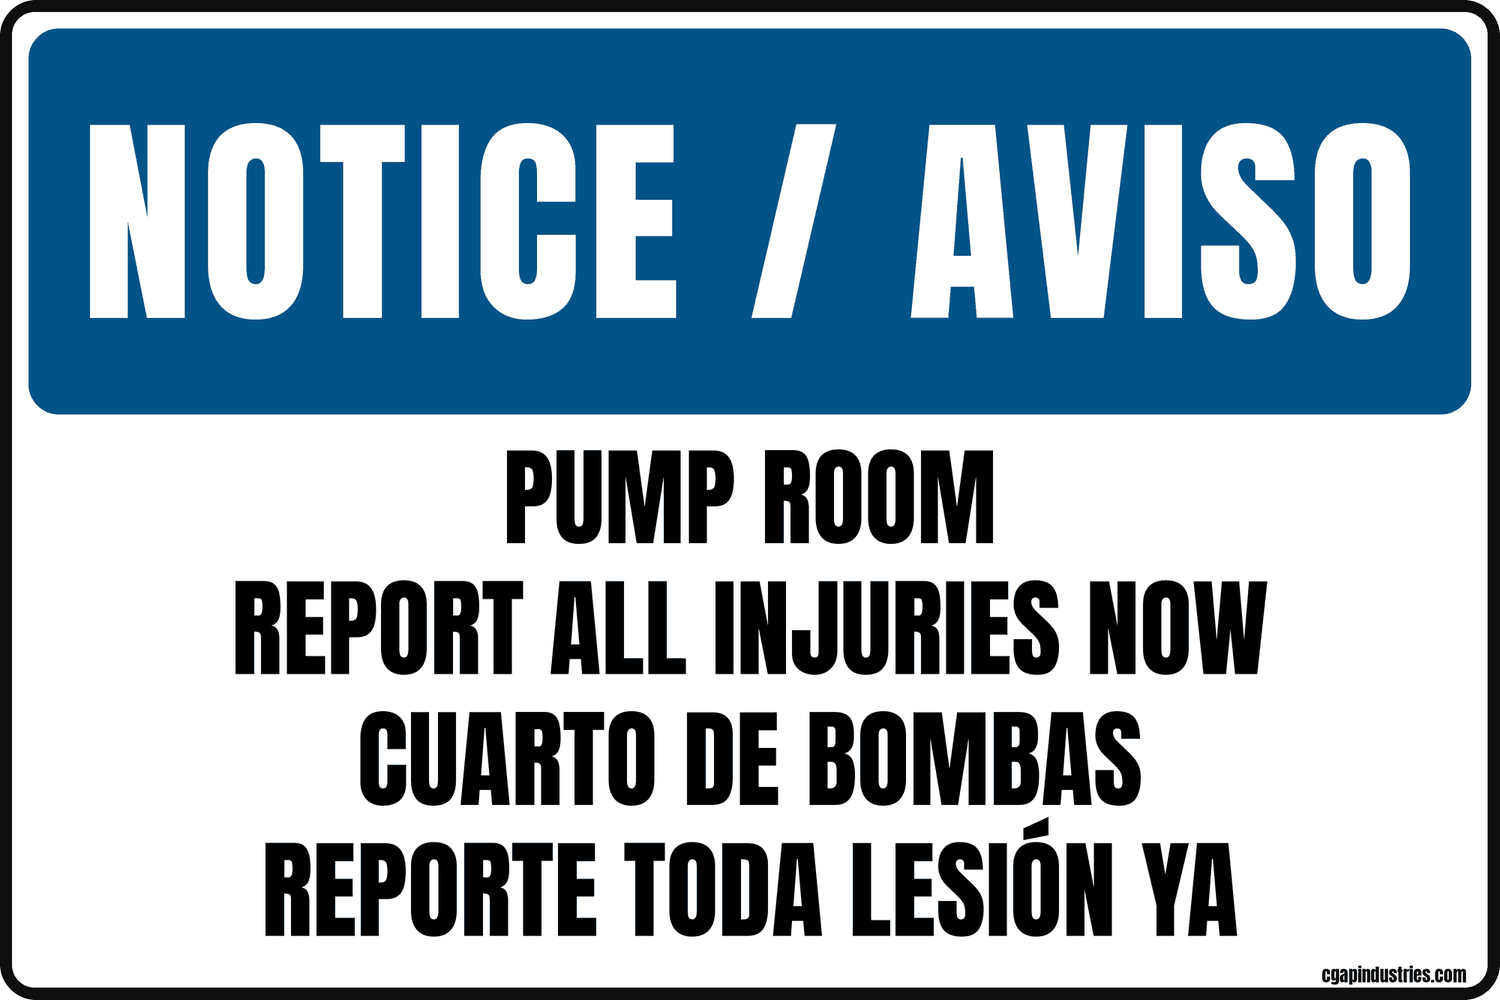 NOTICE / AVISO
PUMP ROOM
REPORT ALL INJURIES NOW
CUARTO DE BOMBAS
REPORTE TODA LESIÓN YA
cgapindustries.com